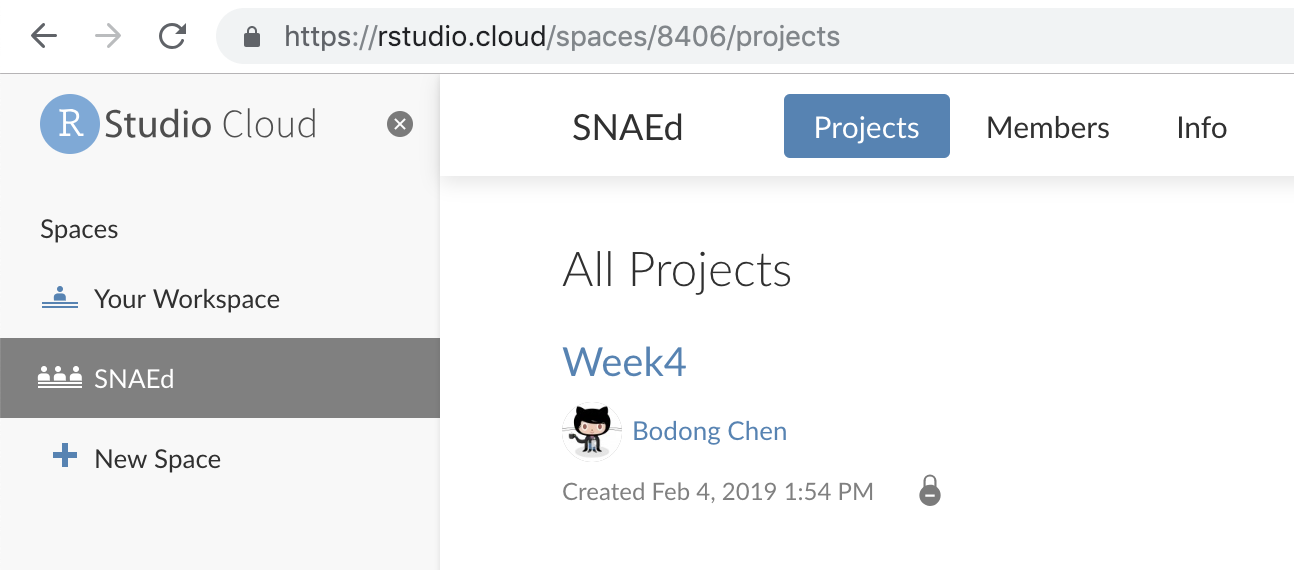 https://rstudio.cloud/spaces/8406/projects
R Studio Cloud
SNAEd Projects Members Info
Spaces
Your Workspace
SNAEd
New Space
All Projects
Week4
Bodong Chen
Created Feb 4, 2019 1:54 PM